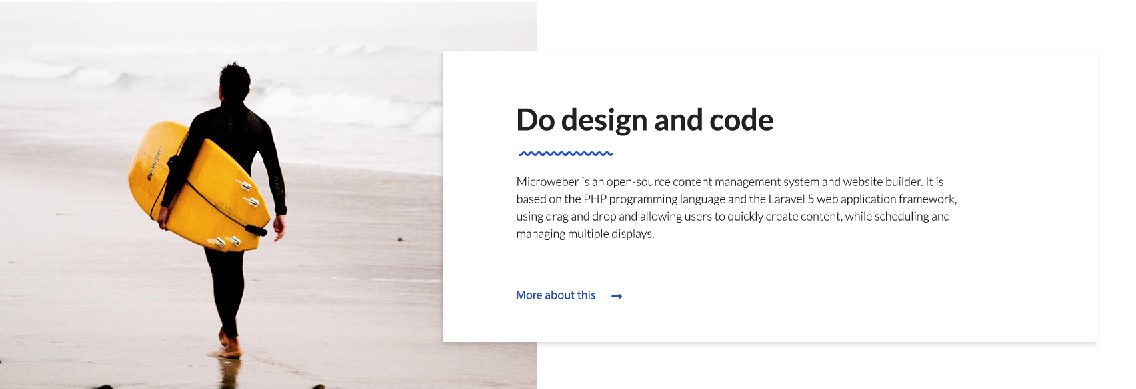 Do design and code
Microweber is an open-source content management system and website builder. It is
based on the PHP programming language and the Laravel 5 web application framework,
using drag and drop and allowing users to quickly create content, while scheduling and
managing multiple displays.
More about this →